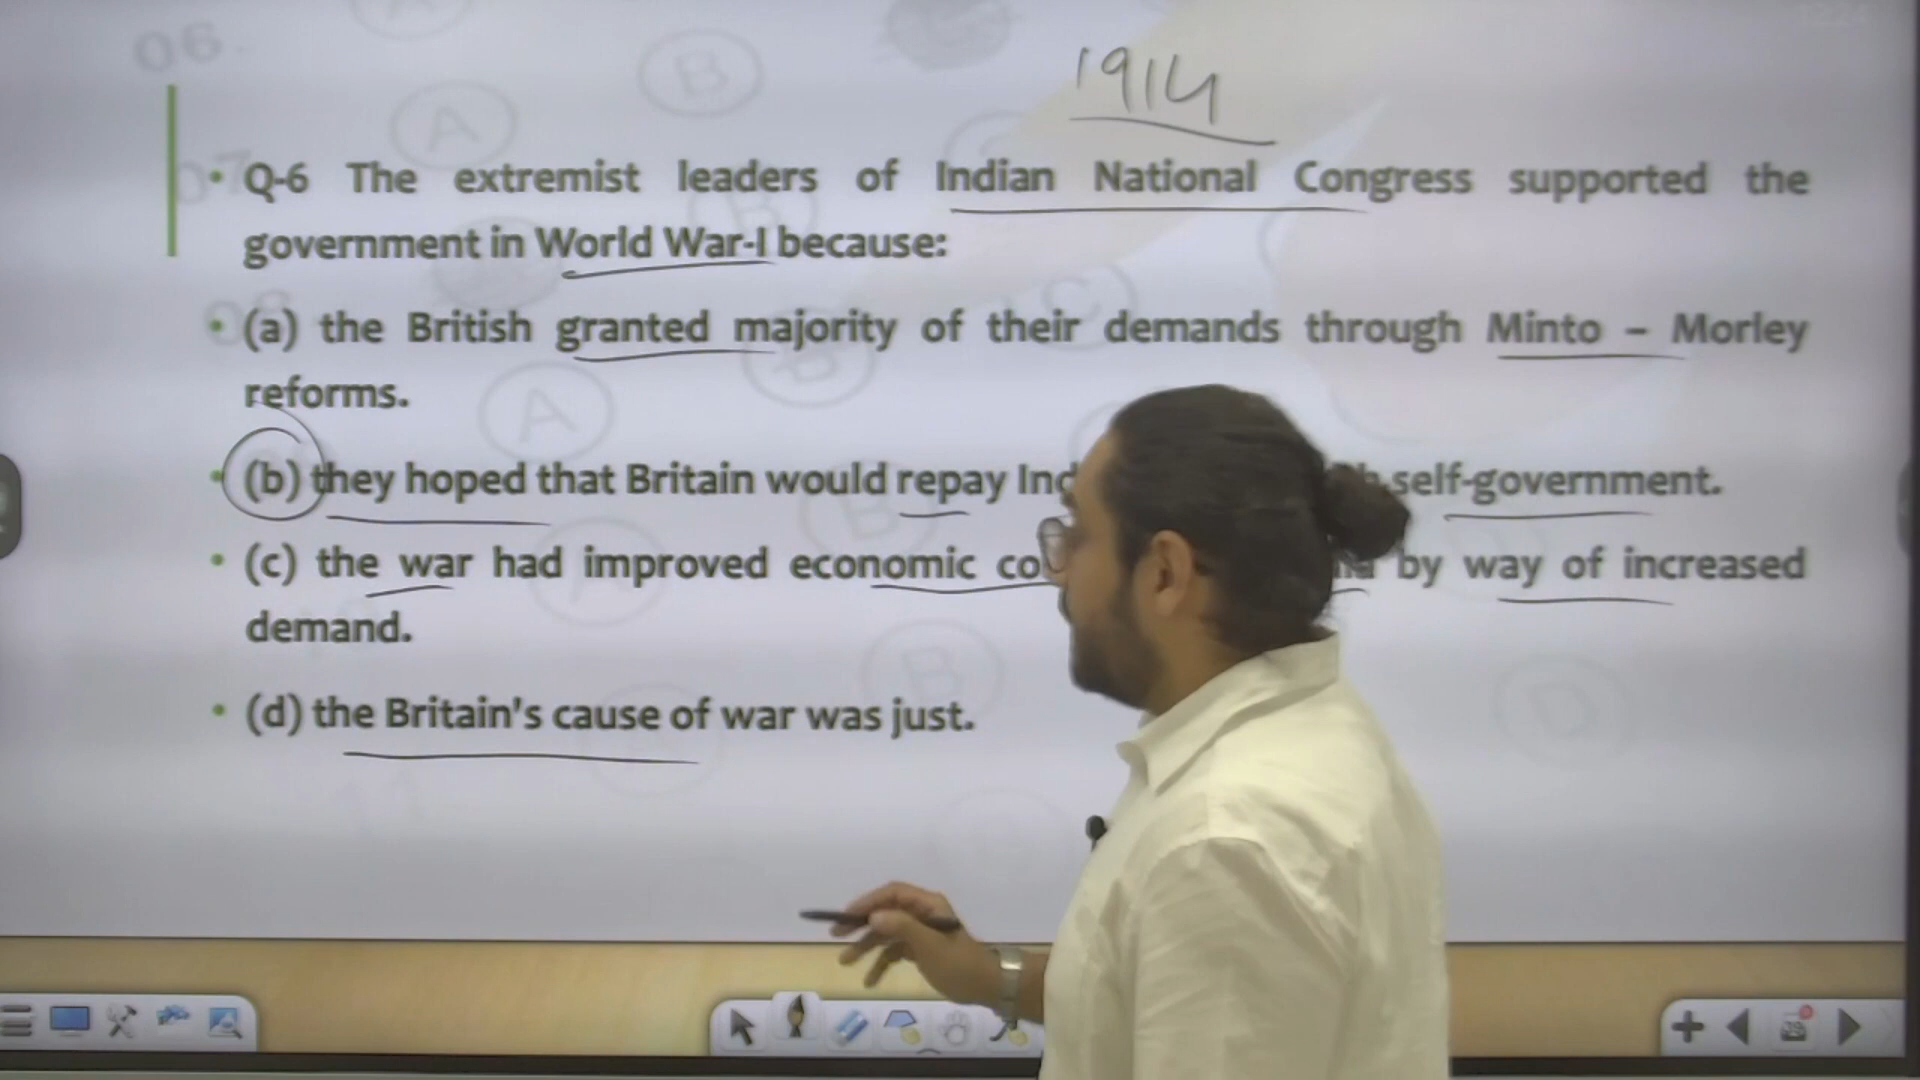 1914
06.
07
Q-6 The extremist leaders of Indian National Congress supported the
government in World War-I because:
(a) the British granted majority of their demands through Minto – Morley
reforms.
(b) they hoped that Britain would repay self-government.
(c) the war had improved economic by way of increased
demand.
(d) the Britain's cause of war was just.